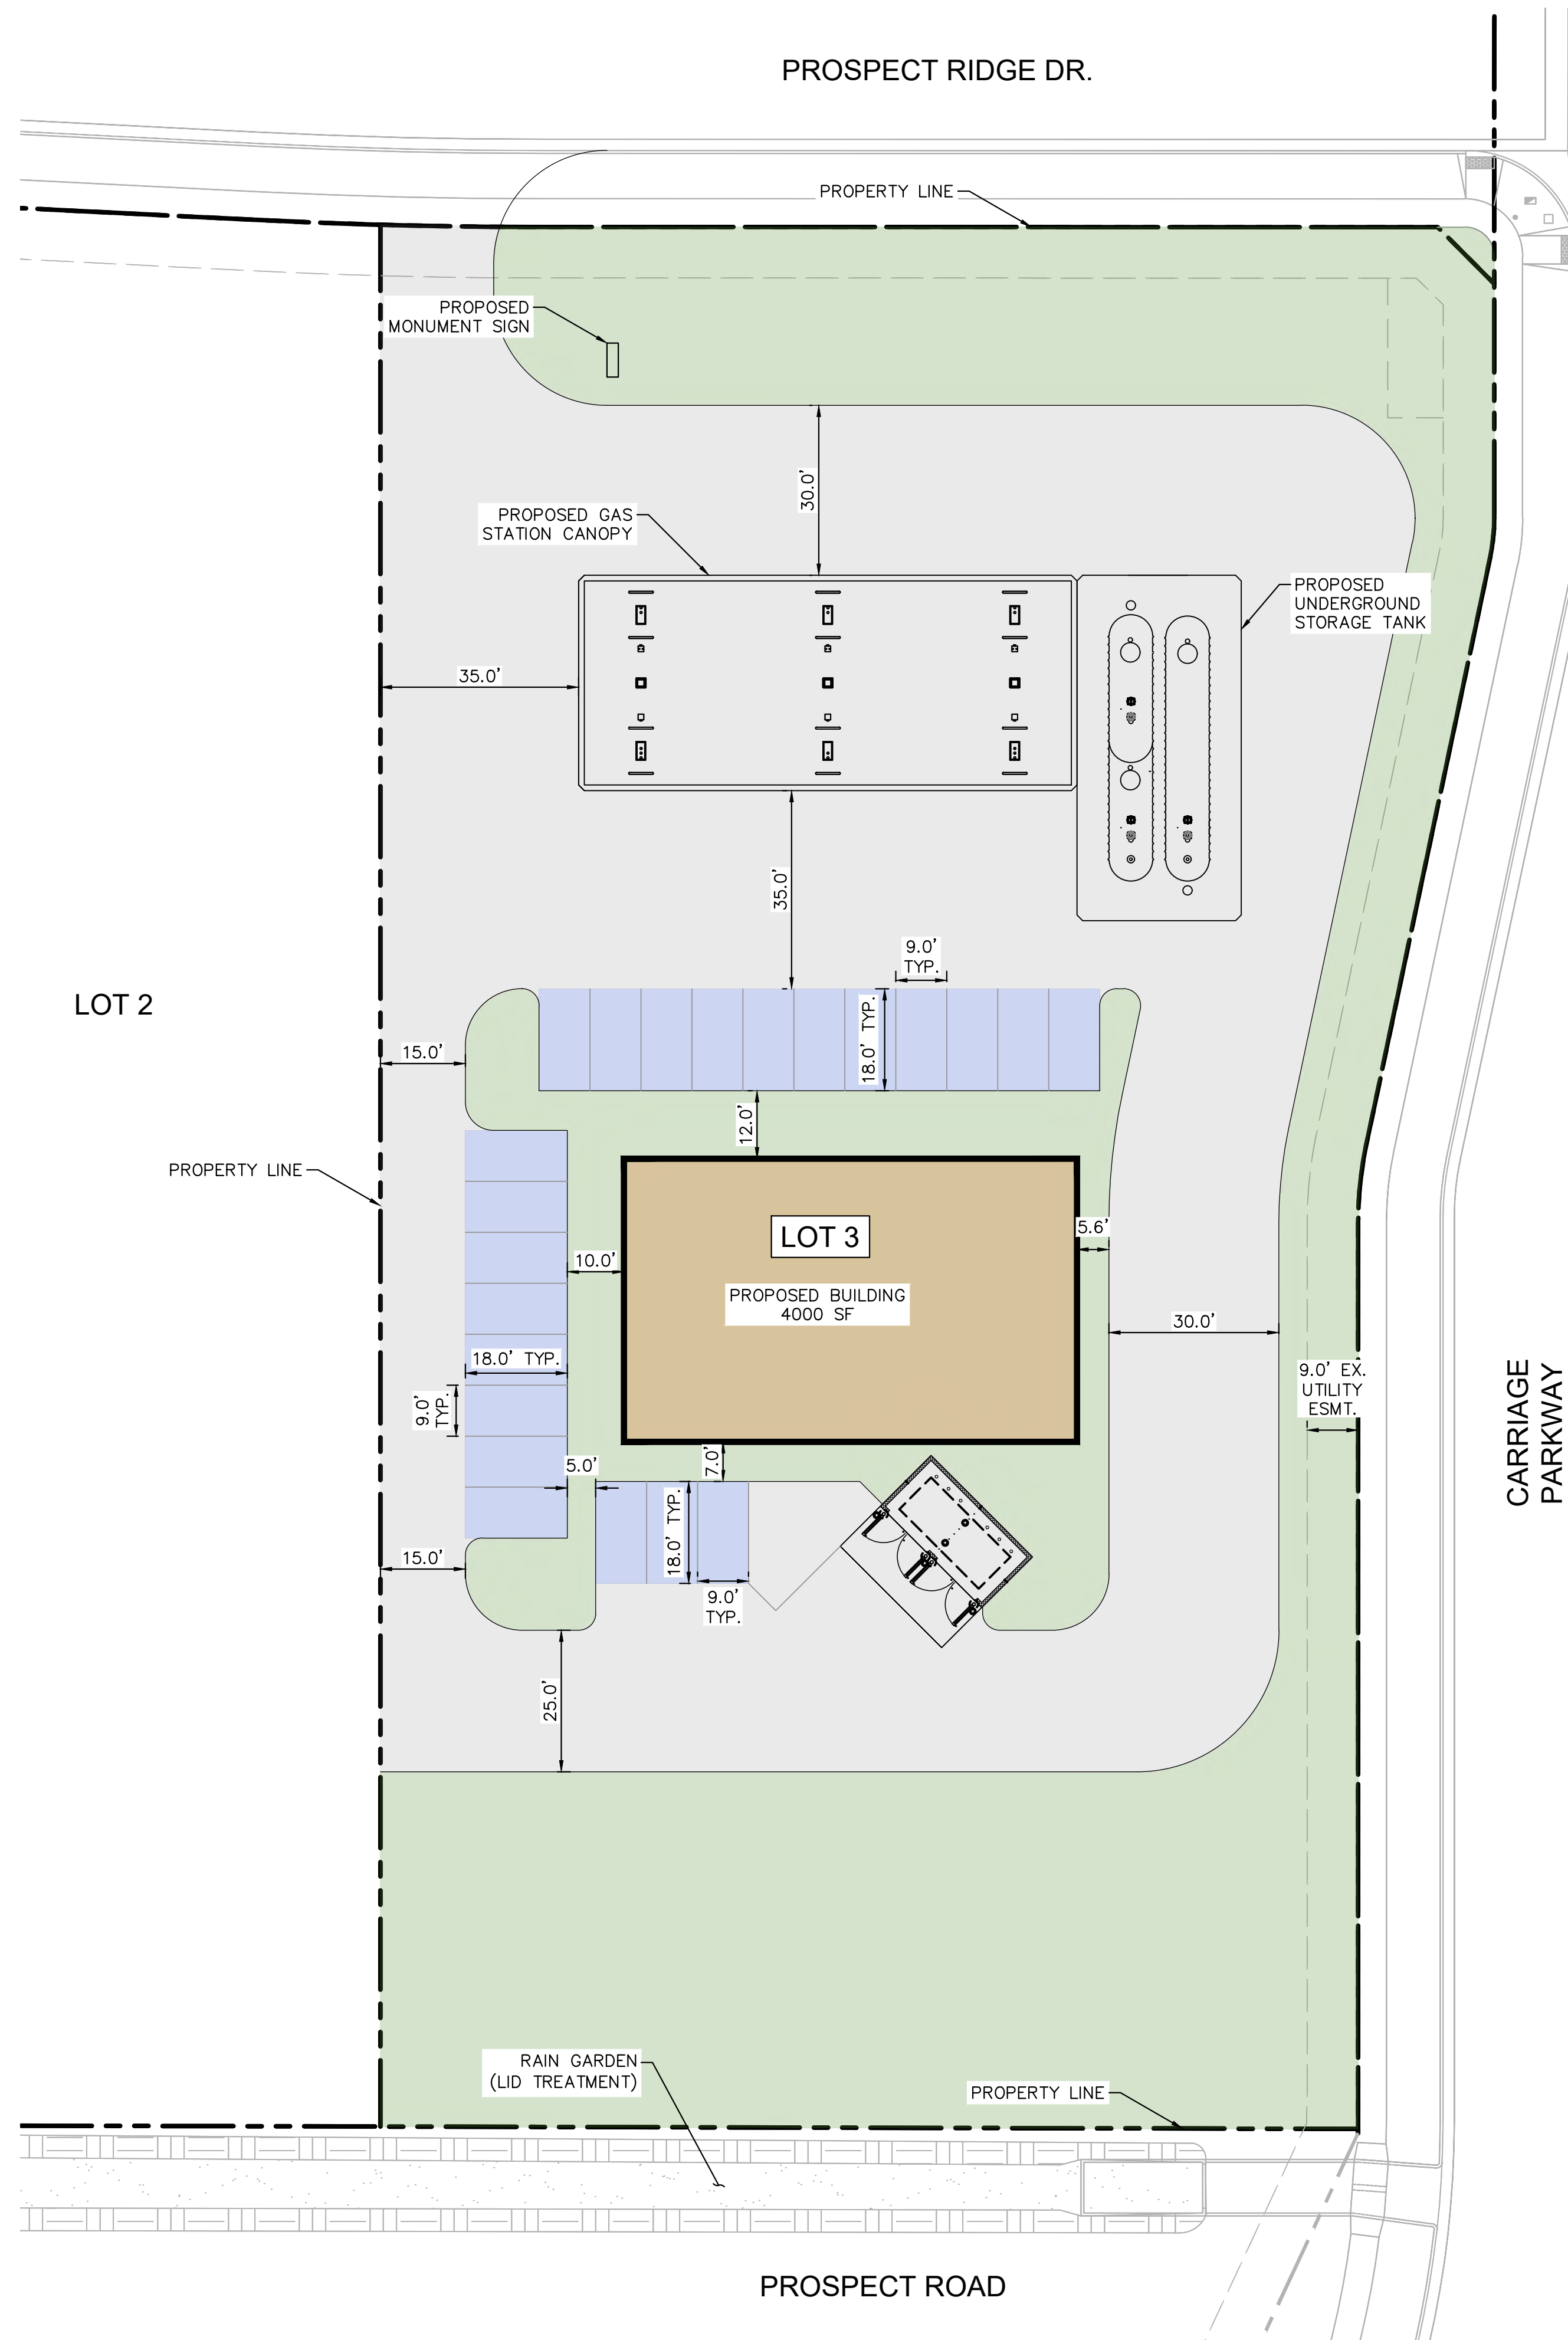 PROSPECT RIDGE DR.
PROPERTY LINE
PROPOSED
MONUMENT SIGN
30.0'
PROPOSED GAS
STATION CANOPY
PROPOSED
UNDERGROUND
STORAGE TANK
35.0'
35.0'
9.0'
TYP.
LOT 2
18.0' TYP.
15.0'
12.0'
PROPERTY LINE
LOT 3
5.6'
10.0'
PROPOSED BUILDING
4000 SF
30.0'
18.0' TYP.
9.0' EX.
UTILITY
ESMT.
9.0'
TYP.
CARRIAGE
PARKWAY
5.0'
7.0'
18.0' TYP.
15.0'
9.0'
TYP.
25.0'
RAIN GARDEN
(LID TREATMENT)
PROPERTY LINE
PROSPECT ROAD